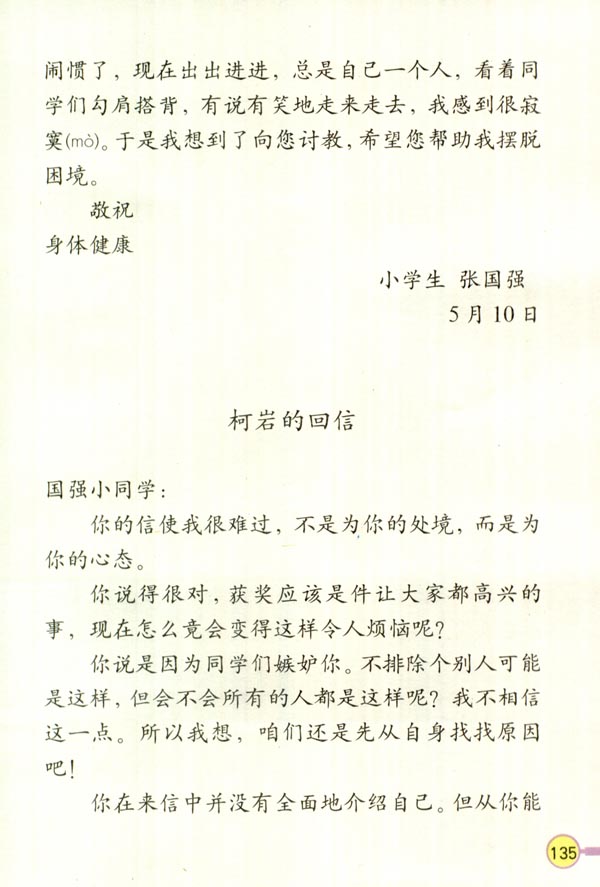 闹惯了，现在出出进进，总是自己一个人，看着同
学们勾肩搭背，有说有笑地走来走去，我感到很寂
寞(mò)。于是我想到了向您讨教，希望您帮助我摆脱
困境。
敬祝
身体健康
小学生 张国强
5月10日
柯岩的回信
国强小同学：
你的信使我很难过，不是为你的处境，而是为
你的心态。
你说得很对，获奖应该是件让大家都高兴的
事，现在怎么竟会变得这样令人烦恼呢？
你说是因为同学们嫉妒你。不排除个别人可能
是这样，但会不会所有的人都是这样呢？我不相信
这一点。所以我想，咱们还是先从自身找找原因
吧！
你在来信中并没有全面地介绍自己。但从你能
135